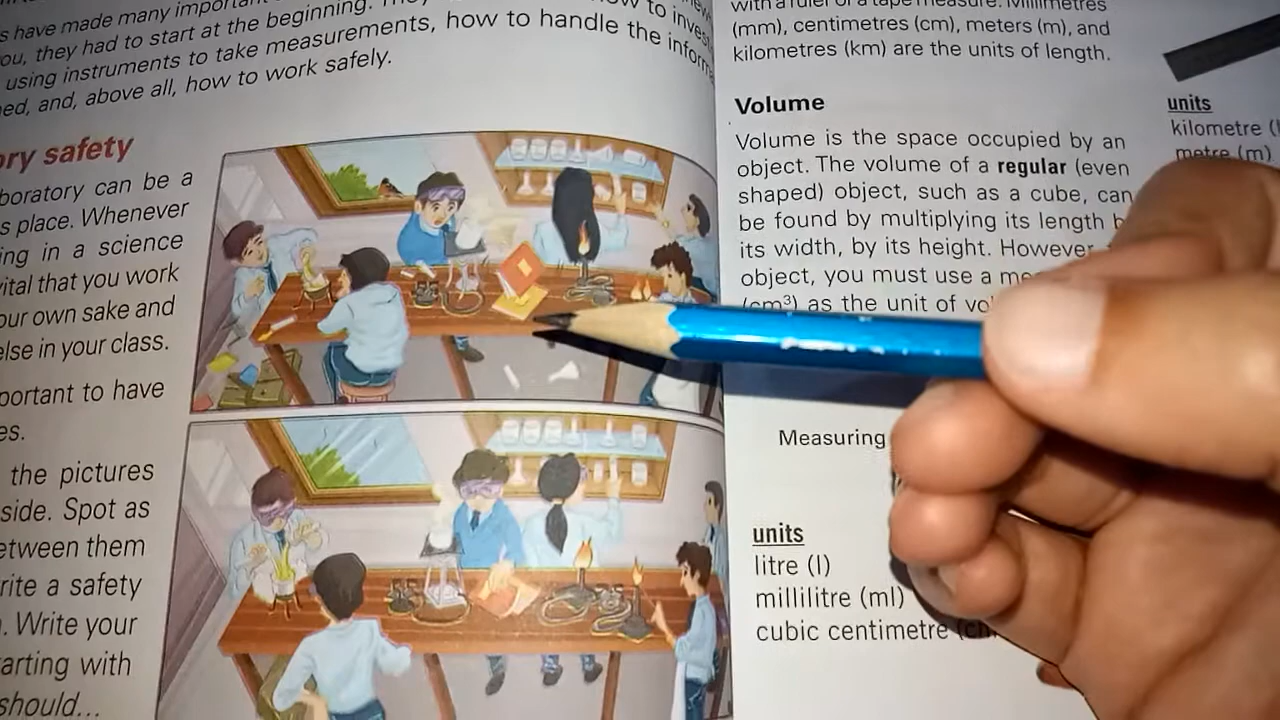 s have made many important
ou, they had to start at the beginning. They
using instruments to take measurements, how to handle the inform
ed, and, above all, how to work safely.
ory safety
boratory can be a
s place. Whenever
ing in a science
vital that you work
our own sake and
else in your class.
portant to have
es.
the pictures
side. Spot as
etween them
rite a safety
. Write your
tarting with
should...
with a ruler or a tape measure. Millimetres
(mm), centimetres (cm), meters (m), and
kilometres (km) are the units of length.
Volume
Volume is the space occupied by an
object. The volume of a regular (even
shaped) object, such as a cube, can
be found by multiplying its length b
its width, by its height. However
object, you must use a me
(cm³) as the unit of vo
Measuring
units
litre (l)
millilitre (ml)
cubic centimetre (c
units
kilometre (
metre (m)